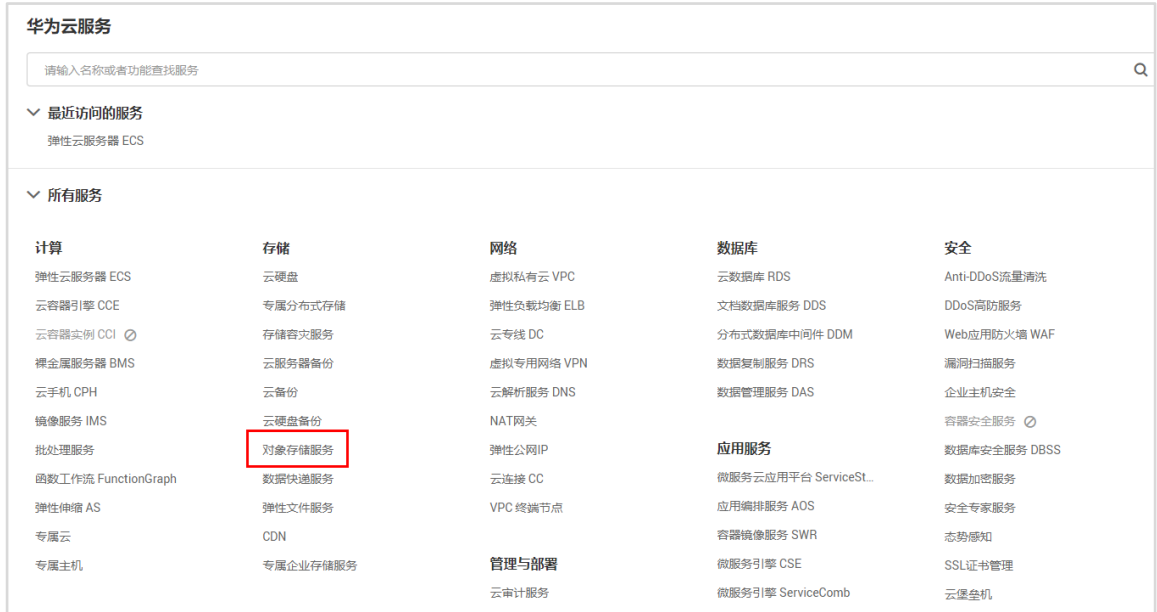 华为云服务
请输入名称或者功能查找服务
最近访问的服务
弹性云服务器 ECS
所有服务
计算
弹性云服务器 ECS
云容器引擎 CCE
云容器实例 CCI
裸金属服务器 BMS
云手机 CPH
镜像服务 IMS
批处理服务
函数工作流 FunctionGraph
弹性伸缩 AS
专属云
专属主机
存储
云硬盘
专属分布式存储
存储容灾服务
云服务器备份
云备份
云硬盘备份
对象存储服务
数据快递服务
弹性文件服务
CDN
专属企业存储服务
网络
虚拟私有云 VPC
弹性负载均衡 ELB
云专线 DC
虚拟专用网络 VPN
云解析服务 DNS
NAT网关
弹性公网IP
云连接 CC
VPC 终端节点
管理与部署
云审计服务
数据库
云数据库 RDS
文档数据库服务 DDS
分布式数据库中间件 DDM
数据复制服务 DRS
数据管理服务 DAS
应用服务
微服务云应用平台 ServiceSt...
应用编排服务 AOS
容器镜像服务 SWR
微服务引擎 CSE
微服务引擎 ServiceComb
安全
Anti-DDoS流量清洗
DDoS高防服务
Web应用防火墙 WAF
漏洞扫描服务
企业主机安全
容器安全服务
数据库安全服务 DBSS
数据加密服务
安全专家服务
态势感知
SSL证书管理
云堡垒机